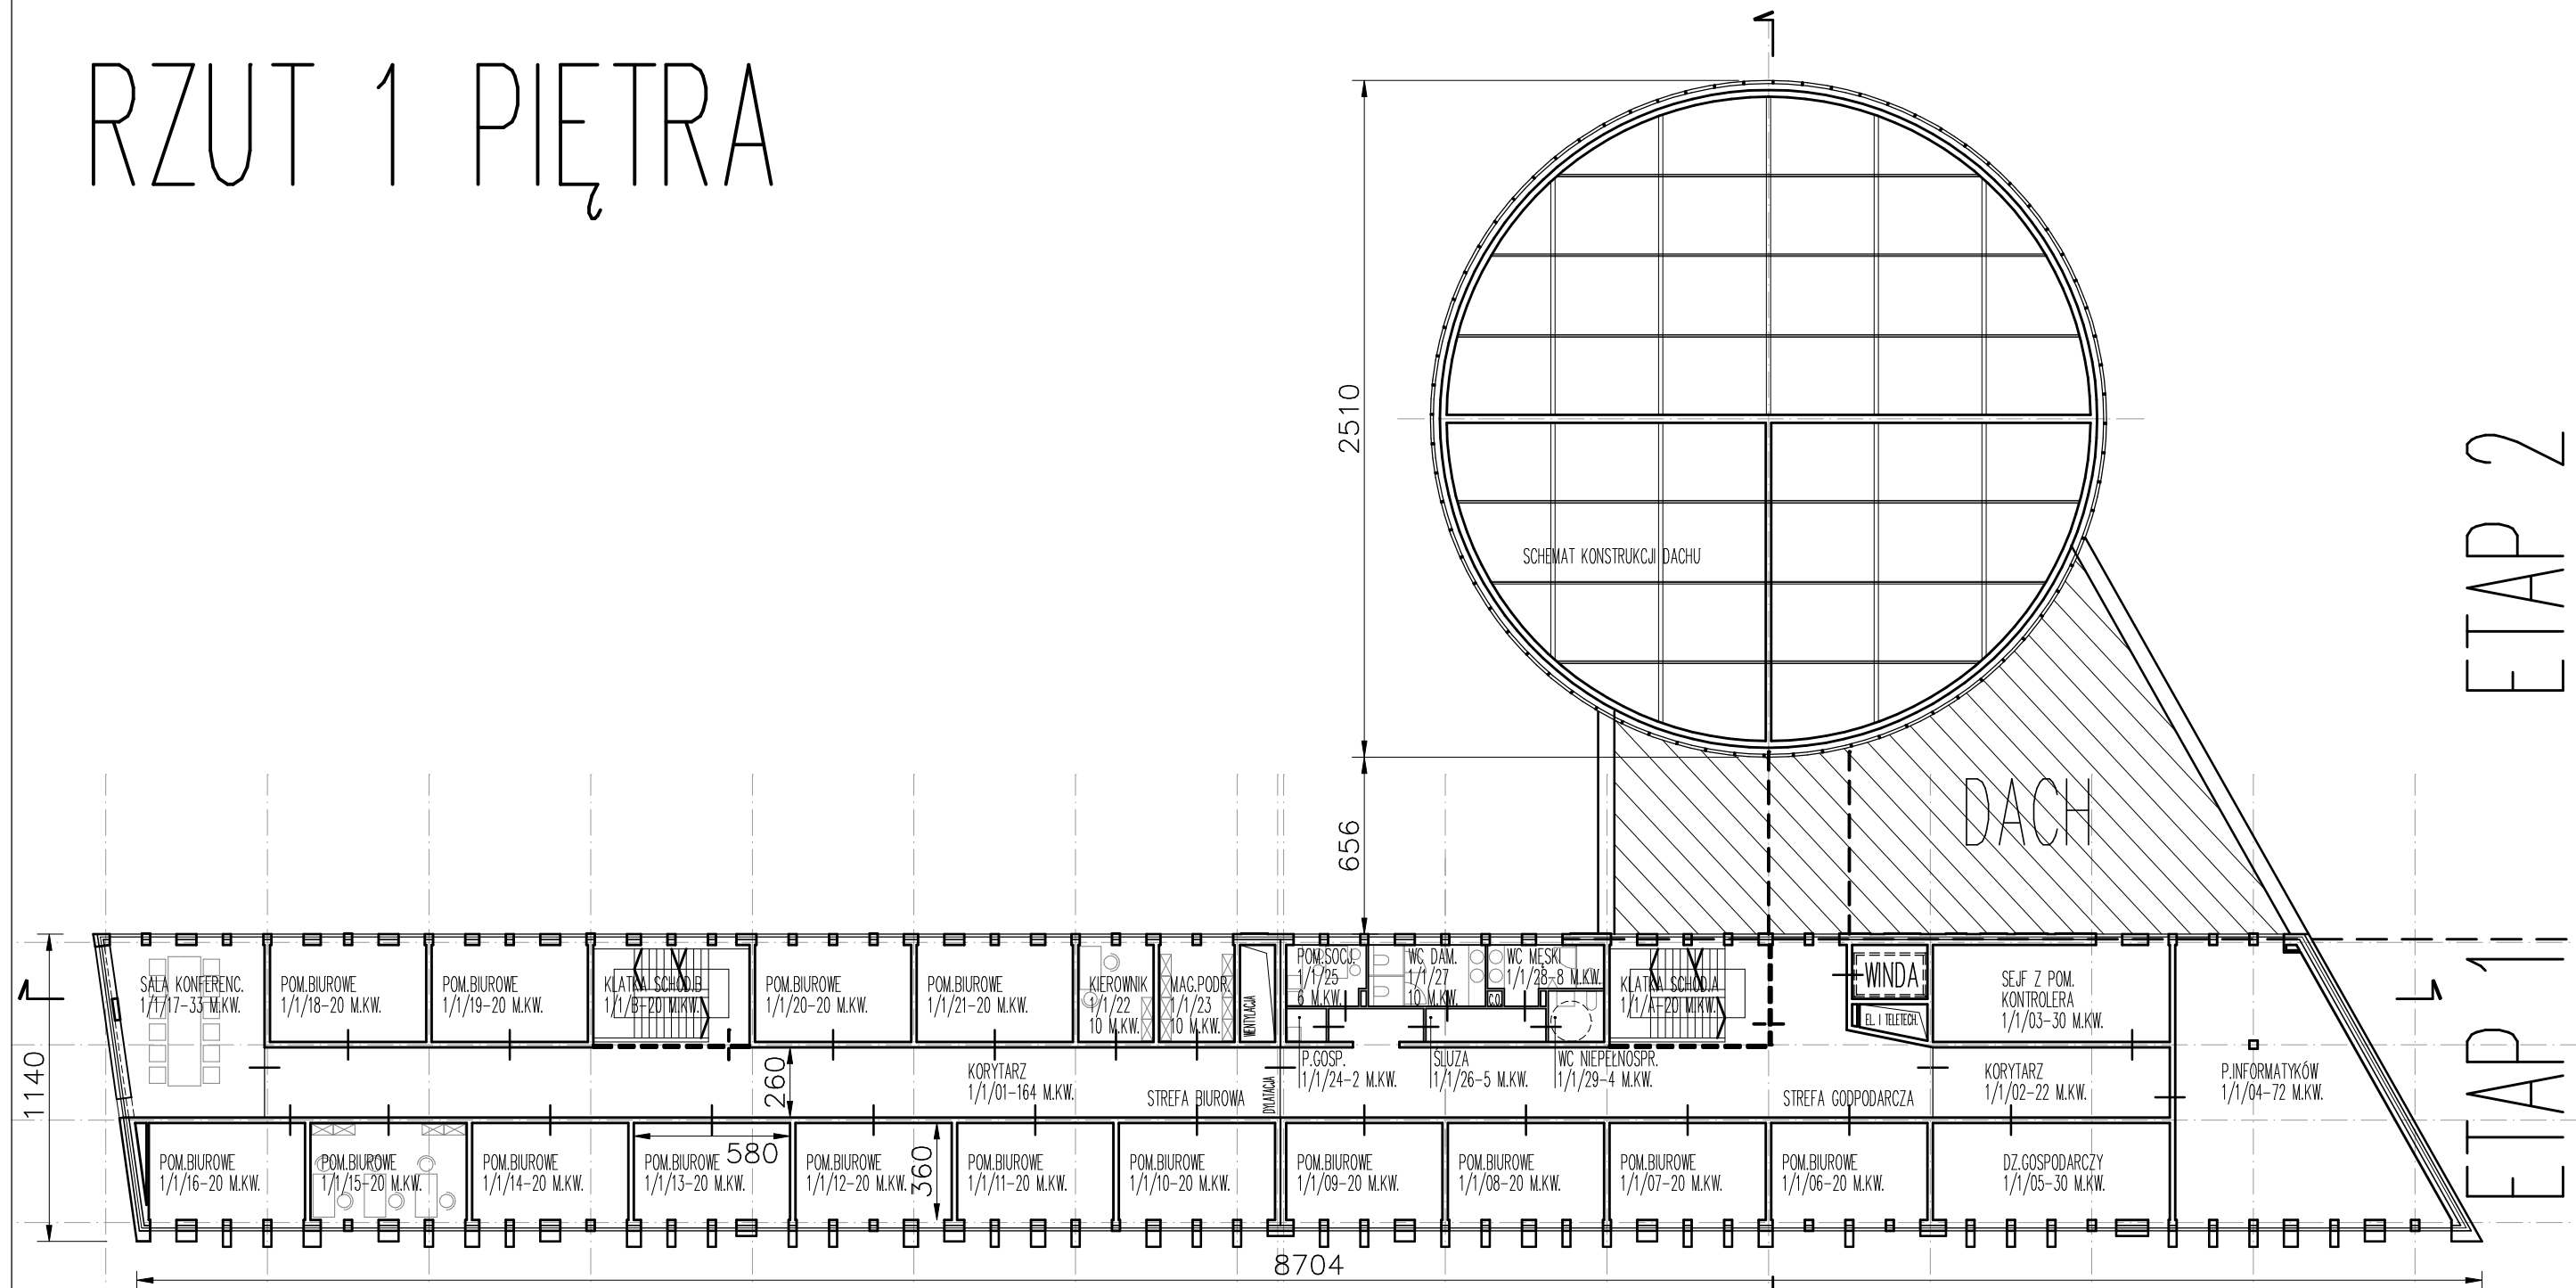 RZUT 1 PIĘTRA
2510
SCHEMAT KONSTRUKCJI DACHU
ETAP 2
656
DACH
1140
SALA KONFERENC.
1/1/17-33 M.KW.
POM.BIUROWE
1/1/18-20 M.KW.
POM.BIUROWE
1/1/19-20 M.KW.
KLATKA SCHOD.B
1/1/B-20 M.KW.
POM.BIUROWE
1/1/20-20 M.KW.
POM.BIUROWE
1/1/21-20 M.KW.
KIEROWNIK
1/1/22
10 M.KW.
MAG.PODR.
1/1/23
10 M.KW.
WENTYLACJA
POM.SOCJ.
1/1/25
6 M.KW.
WC DAM.
1/1/27
10 M.KW.
WC MĘSKI
1/1/28-8 M.KW.
C.O.
KLATKA SCHOD.A
1/1/A-20 M.KW.
WINDA
EL. I TELETECH.
SEJF Z POM.
KONTROLERA
1/1/03-30 M.KW.
P.GOSP.
1/1/24-2 M.KW.
ŚLUZA
1/1/26-5 M.KW.
WC NIEPEŁNOSPR.
1/1/29-4 M.KW.
260
KORYTARZ
1/1/01-164 M.KW.
STREFA BIUROWA
DYLATACJA
STREFA GODPODARCZA
KORYTARZ
1/1/02-22 M.KW.
P.INFORMATYKÓW
1/1/04-72 M.KW.
ETAP 1
POM.BIUROWE
1/1/16-20 M.KW.
POM.BIUROWE
1/1/15-20 M.KW.
POM.BIUROWE
1/1/14-20 M.KW.
POM.BIUROWE
1/1/13-20 M.KW.
580
POM.BIUROWE
1/1/12-20 M.KW.
360
POM.BIUROWE
1/1/11-20 M.KW.
POM.BIUROWE
1/1/10-20 M.KW.
POM.BIUROWE
1/1/09-20 M.KW.
POM.BIUROWE
1/1/08-20 M.KW.
POM.BIUROWE
1/1/07-20 M.KW.
POM.BIUROWE
1/1/06-20 M.KW.
DZ.GOSPODARCZY
1/1/05-30 M.KW.
8704